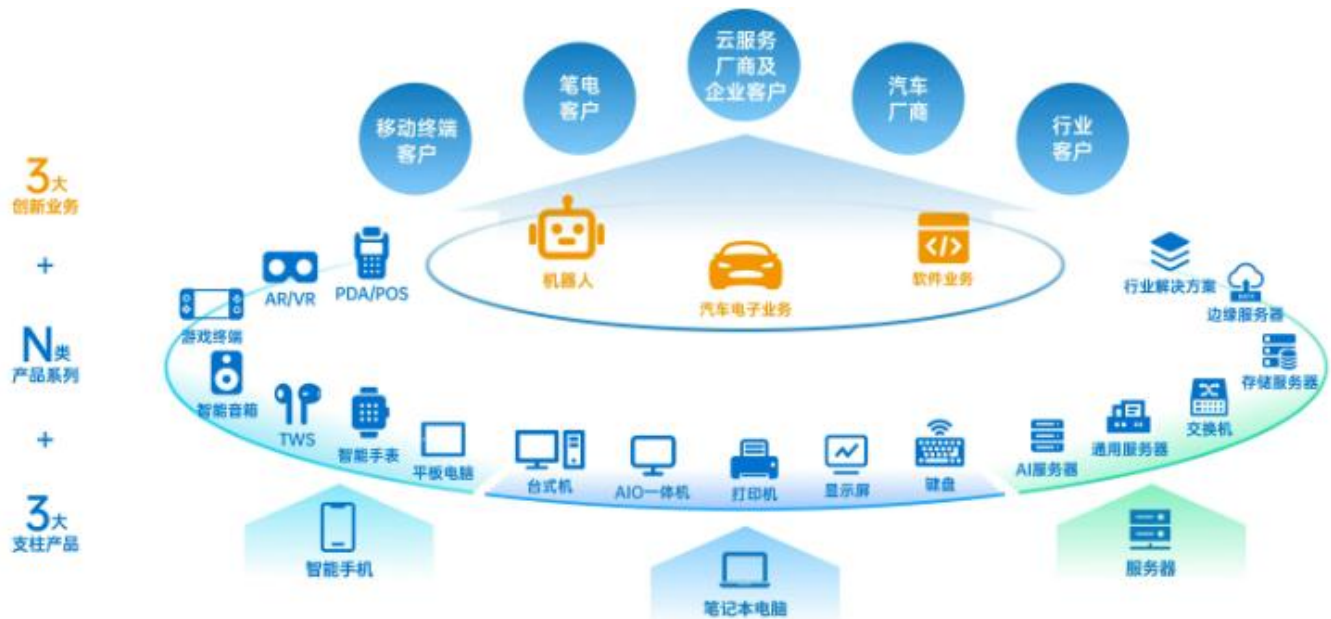 云服务
厂商及
企业客户
笔电
客户
汽车
厂商
移动终端
客户
行业
客户
3大
创新业务
+
N类
产品系列
+
3大
支柱产品
机器人
汽车电子业务
软件业务
PDA/POS
AR/VR
游戏终端
智能音箱
TWS
智能手表
平板电脑
台式机
AIO一体机
打印机
显示屏
键盘
AI服务器
通用服务器
交换机
存储服务器
边缘服务器
行业解决方案
智能手机
笔记本电脑
服务器